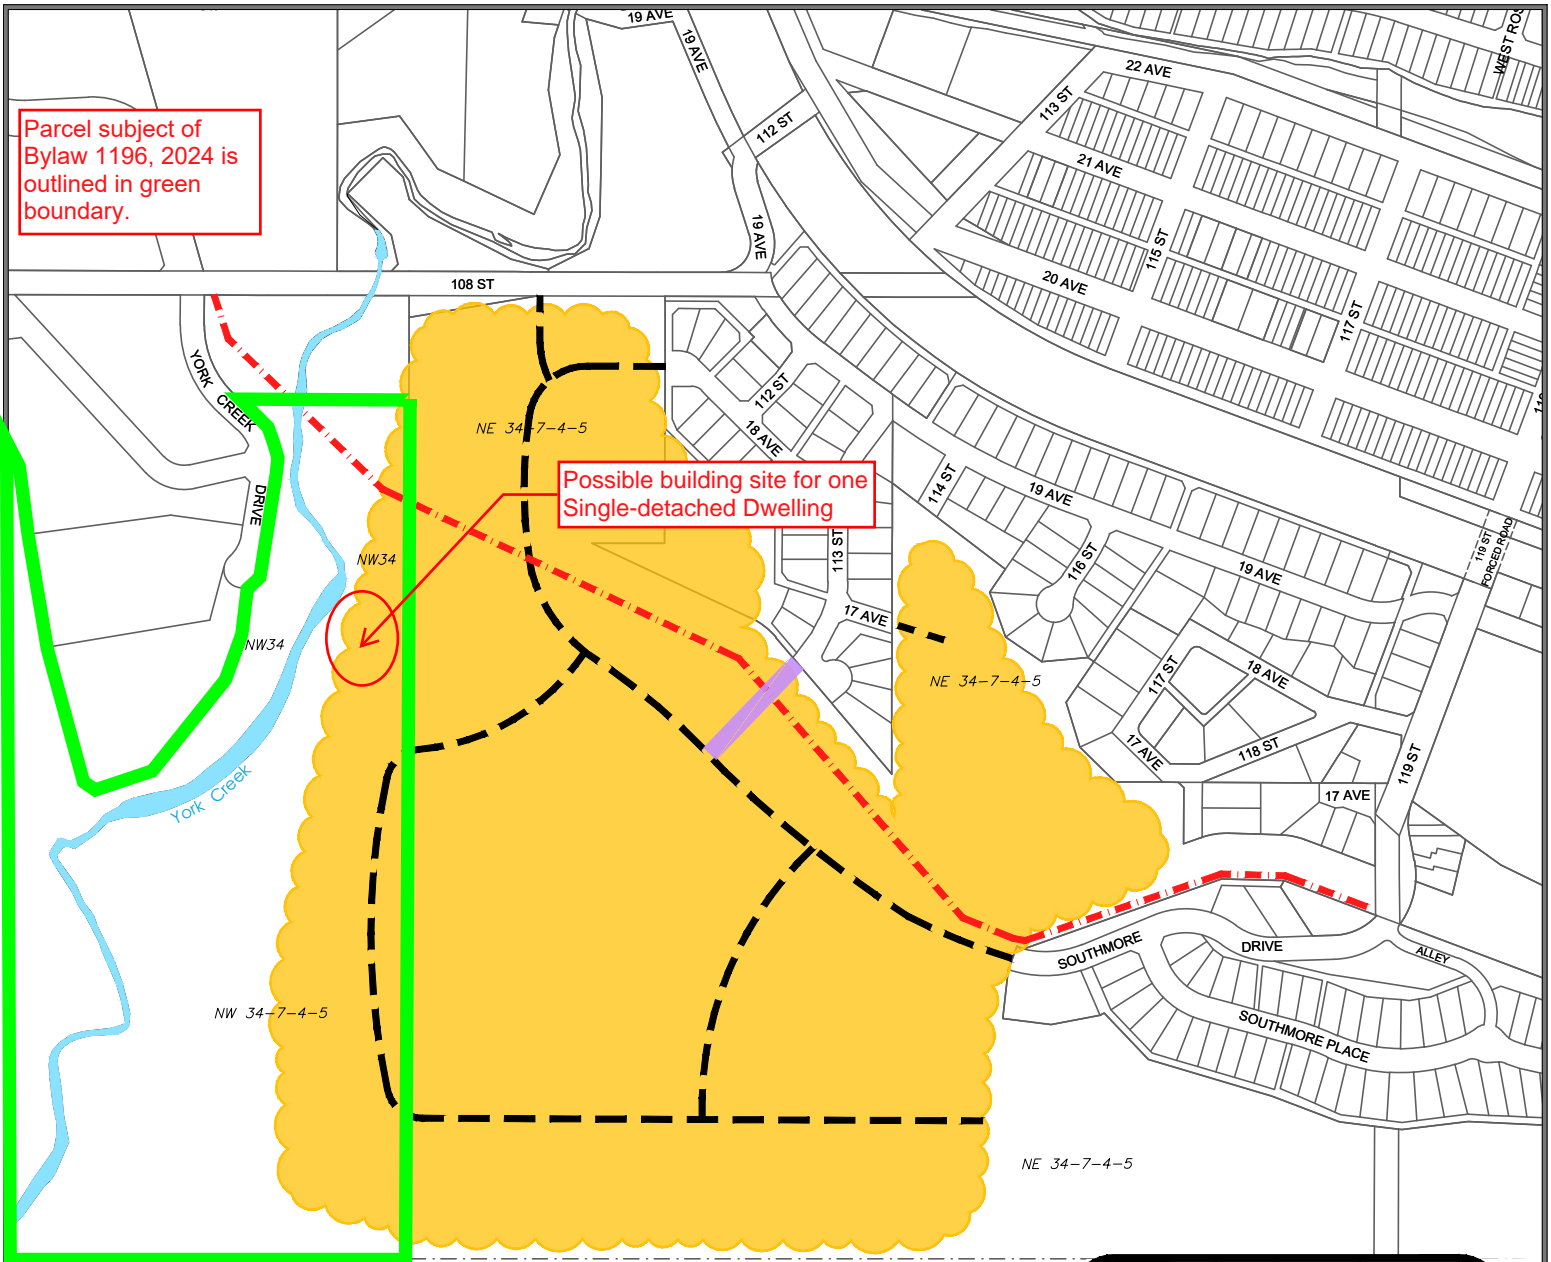 19 AVE
19 AVE
WEST ROS
22 AVE
113 ST
112 ST
21 AVE
Parcel subject of
Bylaw 1196, 2024 is
outlined in green
boundary.
19 AVE
115 ST
108 ST
20 AVE
117 ST
YORK
CREEK
DRIVE
112 ST
18 AVE
NE 34-7-4-5
Possible building site for one
Single-detached Dwelling
114 ST
19 AVE
119 ST
FORCED ROAD
NW34
113 ST
116 ST
19 AVE
17 AVE
NW34
NE 34-7-4-5
117 ST
18 AVE
17 AVE
118 ST
119 ST
York Creek
17 AVE
SOUTHMORE
DRIVE
ALLEY
NW 34-7-4-5
SOUTHMORE PLACE
NE 34-7-4-5